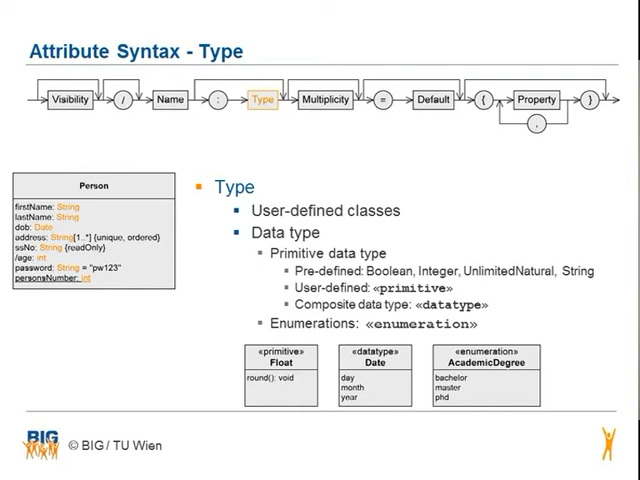 Attribute Syntax - Type
Visibility / Name : Type Multiplicity = Default { Property }
,
Person
firstName: String
lastName: String
dob: Date
address: String[1..*] {unique, ordered}
ssNo: String {readOnly}
/age: int
password: String = "pw123"
personsNumber: int
Type
User-defined classes
Data type
Primitive data type
Pre-defined: Boolean, Integer, UnlimitedNatural, String
User-defined: «primitive»
Composite data type: «datatype»
Enumerations: «enumeration»
«primitive»
Float
round(): void
«datatype»
Date
day
month
year
«enumeration»
AcademicDegree
bachelor
master
phd
BIG
© BIG / TU Wien